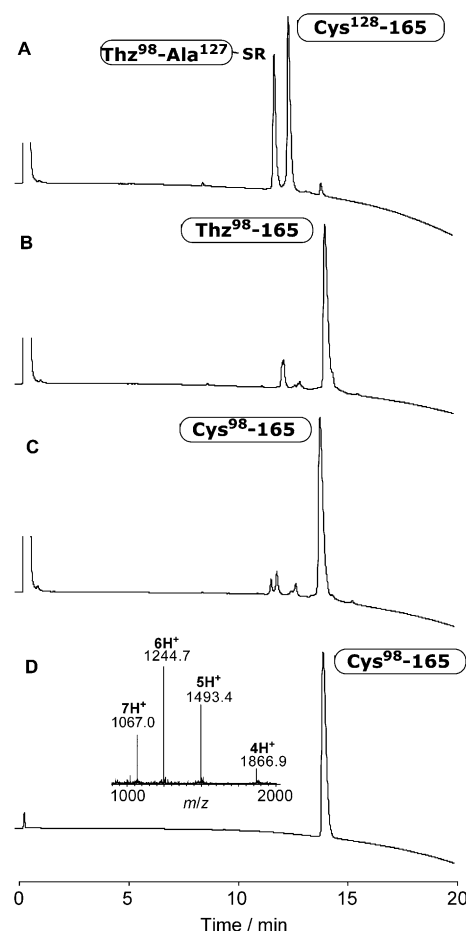 A
Thz98-Ala127
SR
Cys128-165
B
Thz98-165
C
Cys98-165
D
Cys98-165
6H+
1244.7
5H+
1493.4
7H+
1067.0
4H+
1866.9
1000
m/z
2000
0
5
10
15
20
Time / min